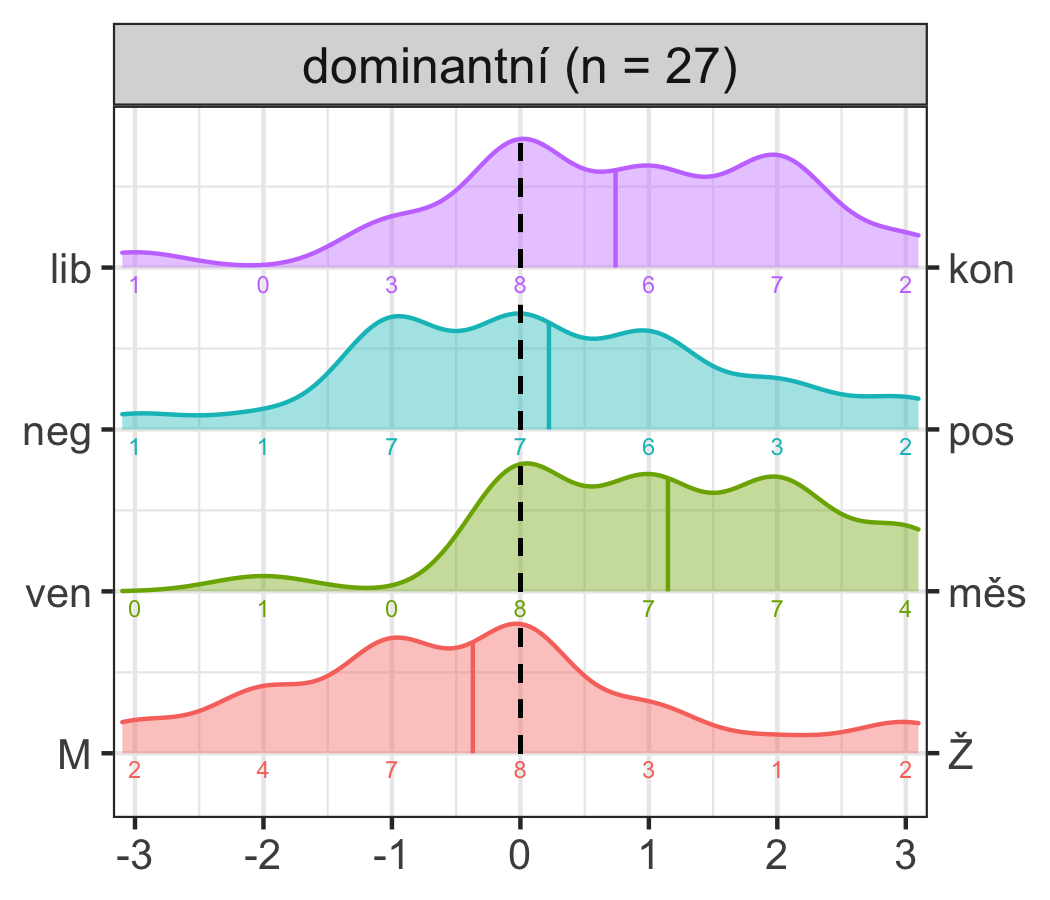 dominantní (n = 27)
lib kon
1 0 3 8 6 7 2
neg pos
1 1 7 7 6 3 2
ven měs
0 1 0 8 7 7 4
M Ž
2 4 7 8 3 1 2
-3 -2 -1 0 1 2 3